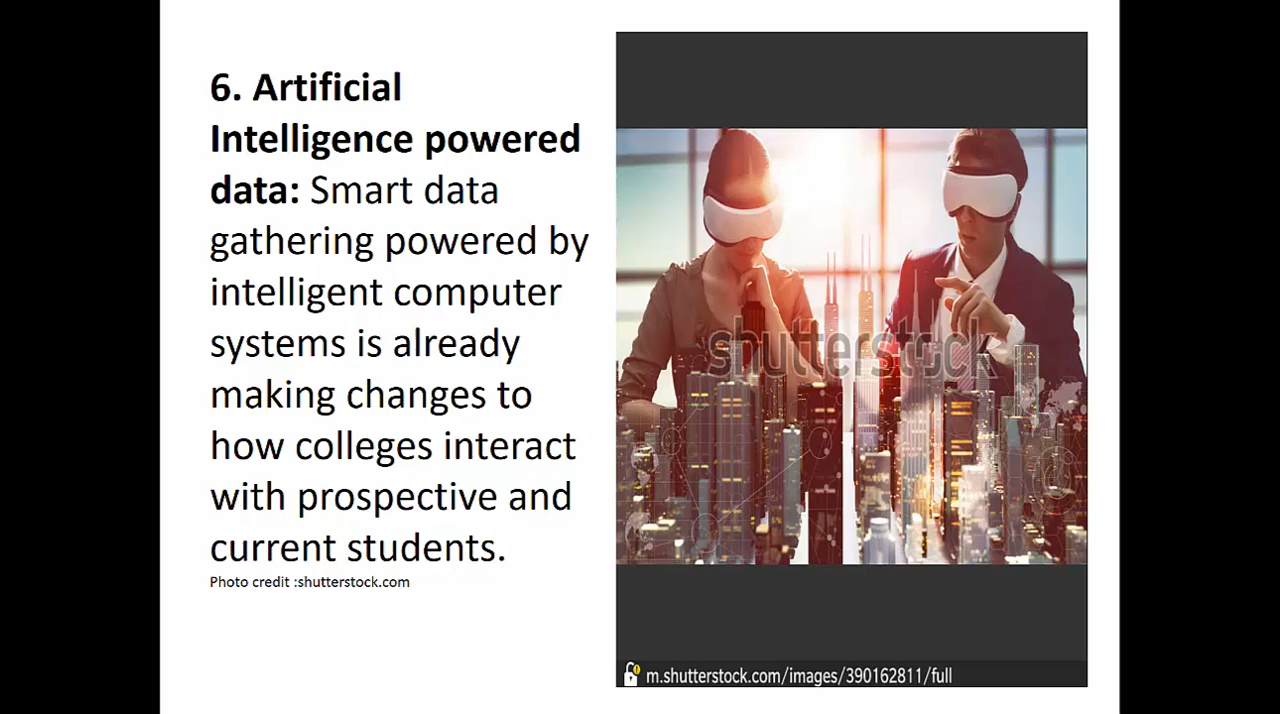 6. Artificial
Intelligence powered
data: Smart data
gathering powered by
intelligent computer
systems is already
making changes to
how colleges interact
with prospective and
current students.
Photo credit :shutterstock.com
shutterstock
m.shutterstock.com/images/390162811/full